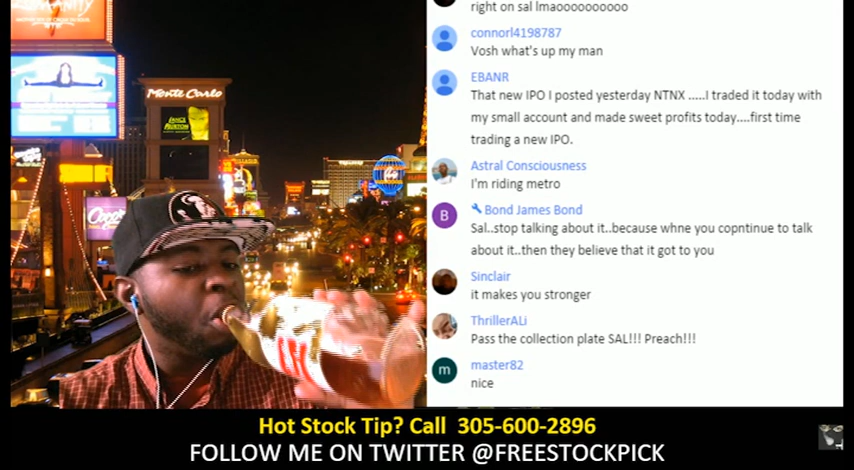 HUMANITY
Monte Carlo
LANCE BURTON
right on sal lmaoooooooooo
connorl4198787
Vosh what's up my man
EBANR
That new IPO I posted yesterday NTNX .....I traded it today with
my small account and made sweet profits today....first time
trading a new IPO.
Astral Consciousness
I'm riding metro
B
Bond James Bond
Sal..stop talking about it..because whne you copntinue to talk
about it..then they believe that it got to you
Sinclair
it makes you stronger
ThrillerALi
Pass the collection plate SAL!!! Preach!!!
m
master82
nice
Hot Stock Tip? Call 305-600-2896
FOLLOW ME ON TWITTER @FREESTOCKPICK